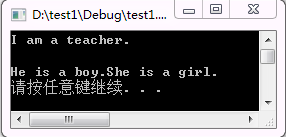 D:\test1\Debug\test1....
I am a teacher.
He is a boy.She is a girl.
请按任意键继续. . .